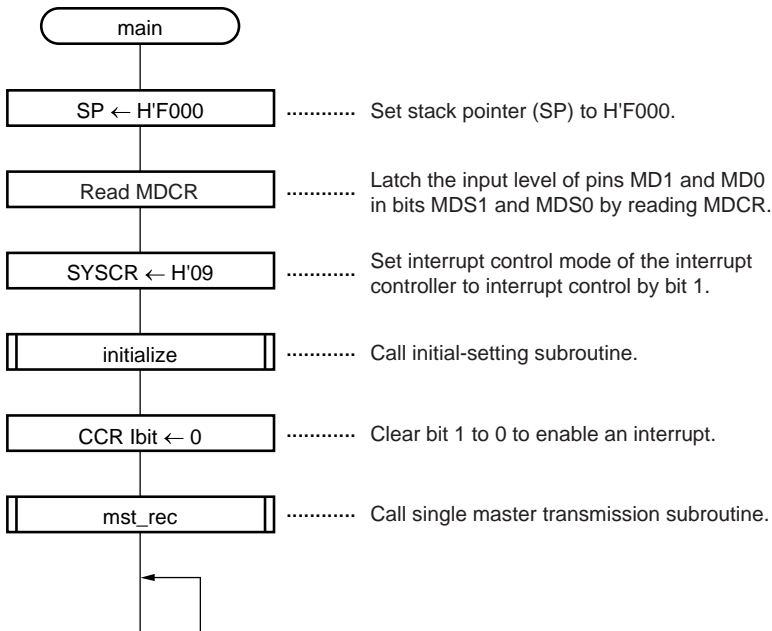 main
SP ← H'F000 ............ Set stack pointer (SP) to H'F000.
Read MDCR ............ Latch the input level of pins MD1 and MD0
in bits MDS1 and MDS0 by reading MDCR.
SYSCR ← H'09 ............ Set interrupt control mode of the interrupt
controller to interrupt control by bit 1.
initialize ............ Call initial-setting subroutine.
CCR Ibit ← 0 ............ Clear bit 1 to 0 to enable an interrupt.
mst_rec ............ Call single master transmission subroutine.